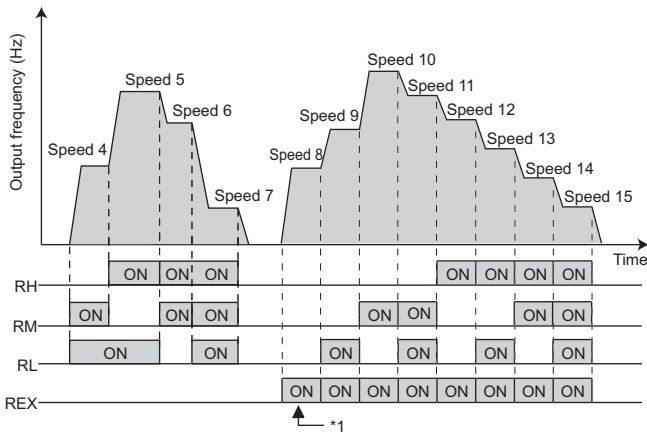 Output frequency (Hz)
Speed 10
Speed 5
Speed 11
Speed 6
Speed 9
Speed 12
Speed 4
Speed 8
Speed 13
Speed 14
Speed 7
Speed 15
Time
RH
ON ON ON ON ON ON ON
RM
ON ON ON ON ON ON ON
RL
ON ON ON ON ON ON
REX
ON ON ON ON ON ON ON ON
*1